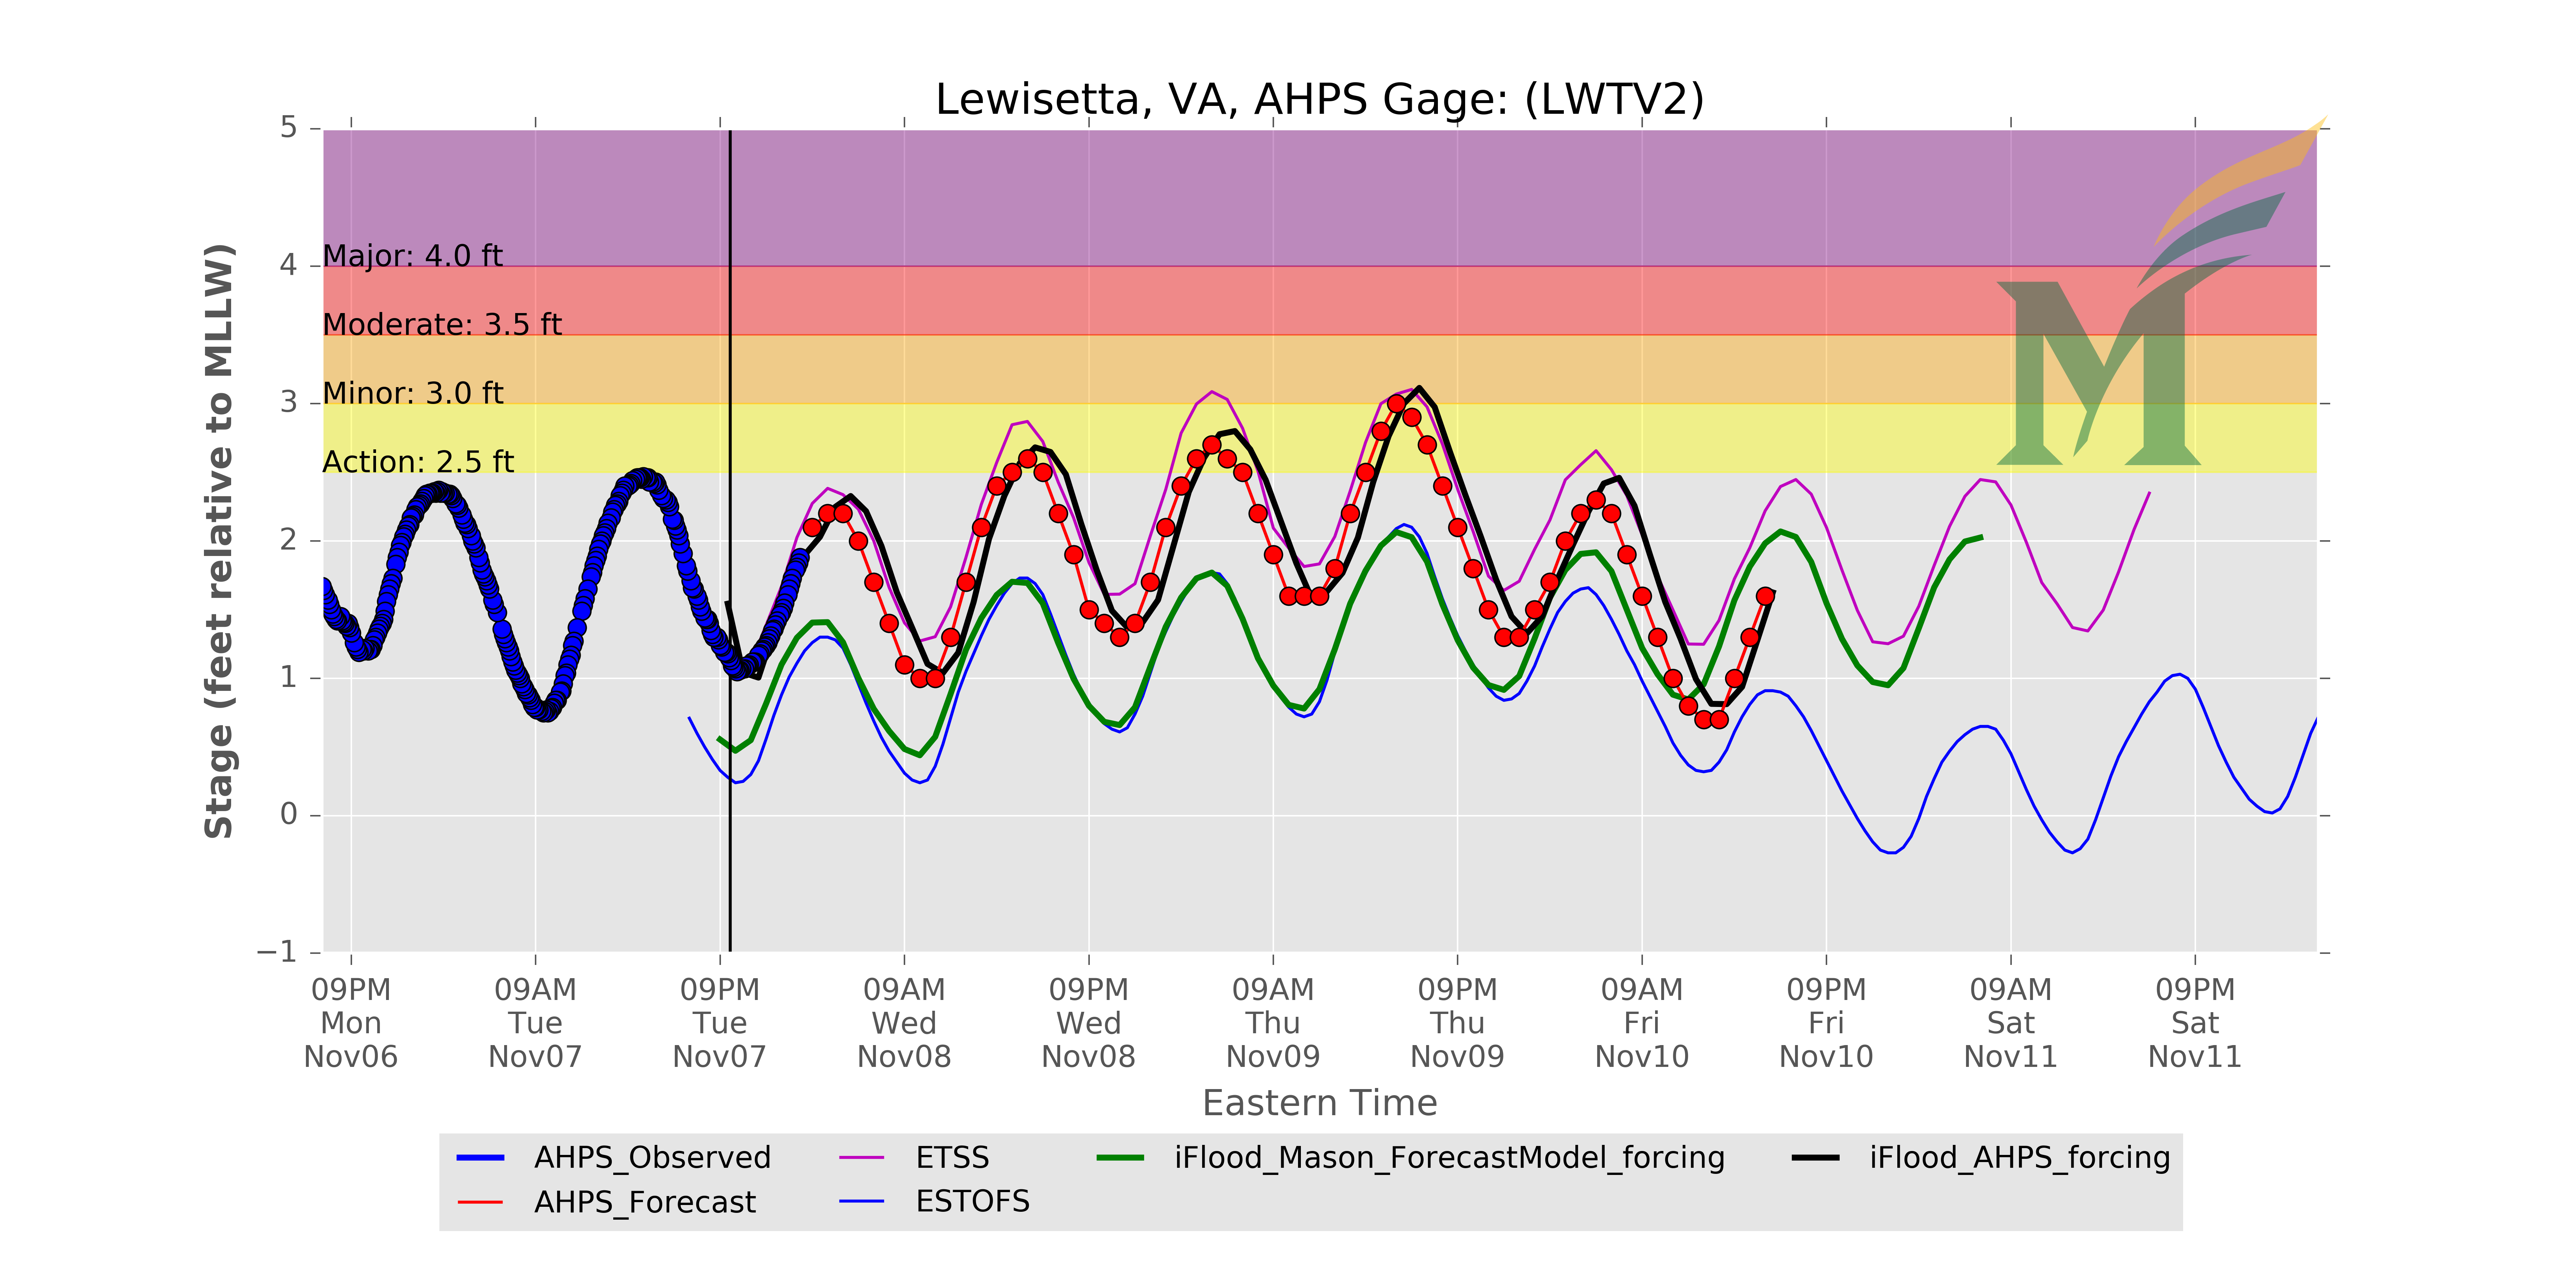 Lewisetta, VA, AHPS Gage: (LWTV2)
Stage (feet relative to MLLW)
5
4
3
2
1
0
−1
Major: 4.0 ft
Moderate: 3.5 ft
Minor: 3.0 ft
Action: 2.5 ft
M
09PM 09AM 09PM 09AM 09PM 09AM 09PM 09AM 09PM 09AM 09PM
Mon Tue Tue Wed Wed Thu Thu Fri Fri Sat Sat
Nov06 Nov07 Nov07 Nov08 Nov08 Nov09 Nov09 Nov10 Nov10 Nov11 Nov11
Eastern Time
AHPS_Observed ETSS iFlood_Mason_ForecastModel_forcing iFlood_AHPS_forcing
AHPS_Forecast ESTOFS